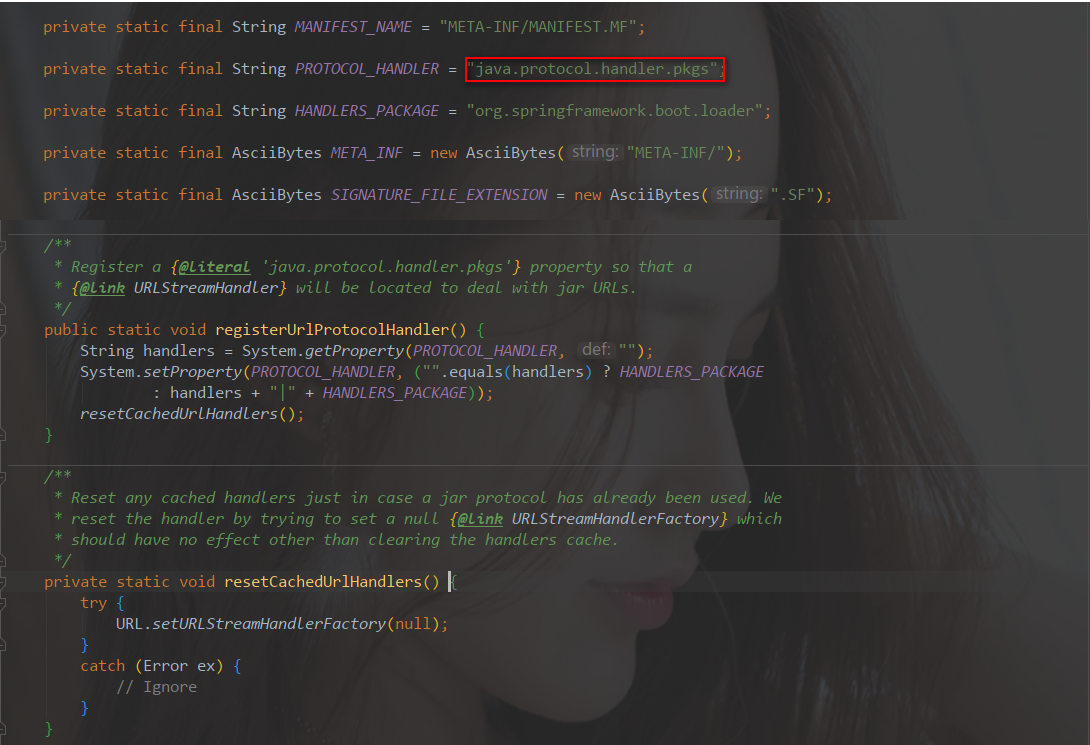 private static final String MANIFEST_NAME = "META-INF/MANIFEST.MF";
private static final String PROTOCOL_HANDLER = "java.protocol.handler.pkgs";
private static final String HANDLERS_PACKAGE = "org.springframework.boot.loader";
private static final AsciiBytes META_INF = new AsciiBytes( string: "META-INF/");
private static final AsciiBytes SIGNATURE_FILE_EXTENSION = new AsciiBytes( string: ".SF");
/**
* Register a {@literal 'java.protocol.handler.pkgs'} property so that a
* {@link URLStreamHandler} will be located to deal with jar URLs.
*/
public static void registerUrlProtocolHandler() {
String handlers = System.getProperty(PROTOCOL_HANDLER, def: "");
System.setProperty(PROTOCOL_HANDLER, ("".equals(handlers) ? HANDLERS_PACKAGE
: handlers + "|" + HANDLERS_PACKAGE));
resetCachedUrlHandlers();
}
/**
* Reset any cached handlers just in case a jar protocol has already been used. We
* reset the handler by trying to set a null {@link URLStreamHandlerFactory} which
* should have no effect other than clearing the handlers cache.
*/
private static void resetCachedUrlHandlers() {
try {
URL.setURLStreamHandlerFactory(null);
}
catch (Error ex) {
// Ignore
}
}